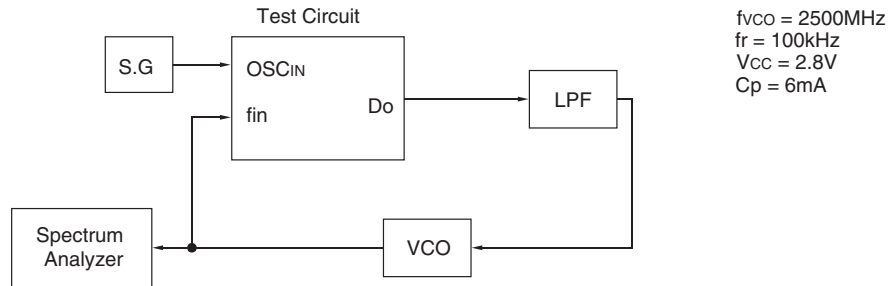 Test Circuit
S.G
OSCIN
fin
Do
LPF
VCO
Spectrum
Analyzer
fVCO = 2500MHz
fr = 100kHz
VCC = 2.8V
Cp = 6mA